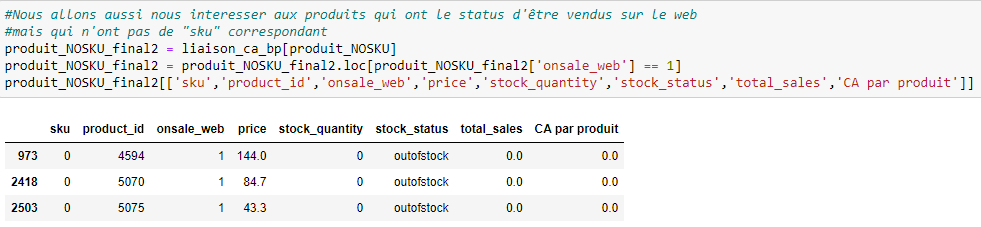 #Nous allons aussi nous interesser aux produits qui ont le status d'être vendus sur le web
#mais qui n'ont pas de "sku" correspondant
produit_NOSKU_final2 = liaison_ca_bp[produit_NOSKU]
produit_NOSKU_final2 = produit_NOSKU_final2.loc[produit_NOSKU_final2['onsale_web'] == 1]
produit_NOSKU_final2[['sku','product_id','onsale_web','price','stock_quantity','stock_status','total_sales','CA par produit']]
sku product_id onsale_web price stock_quantity stock_status total_sales CA par produit
973 0 4594 1 144.0 0 outofstock 0.0 0.0
2418 0 5070 1 84.7 0 outofstock 0.0 0.0
2503 0 5075 1 43.3 0 outofstock 0.0 0.0